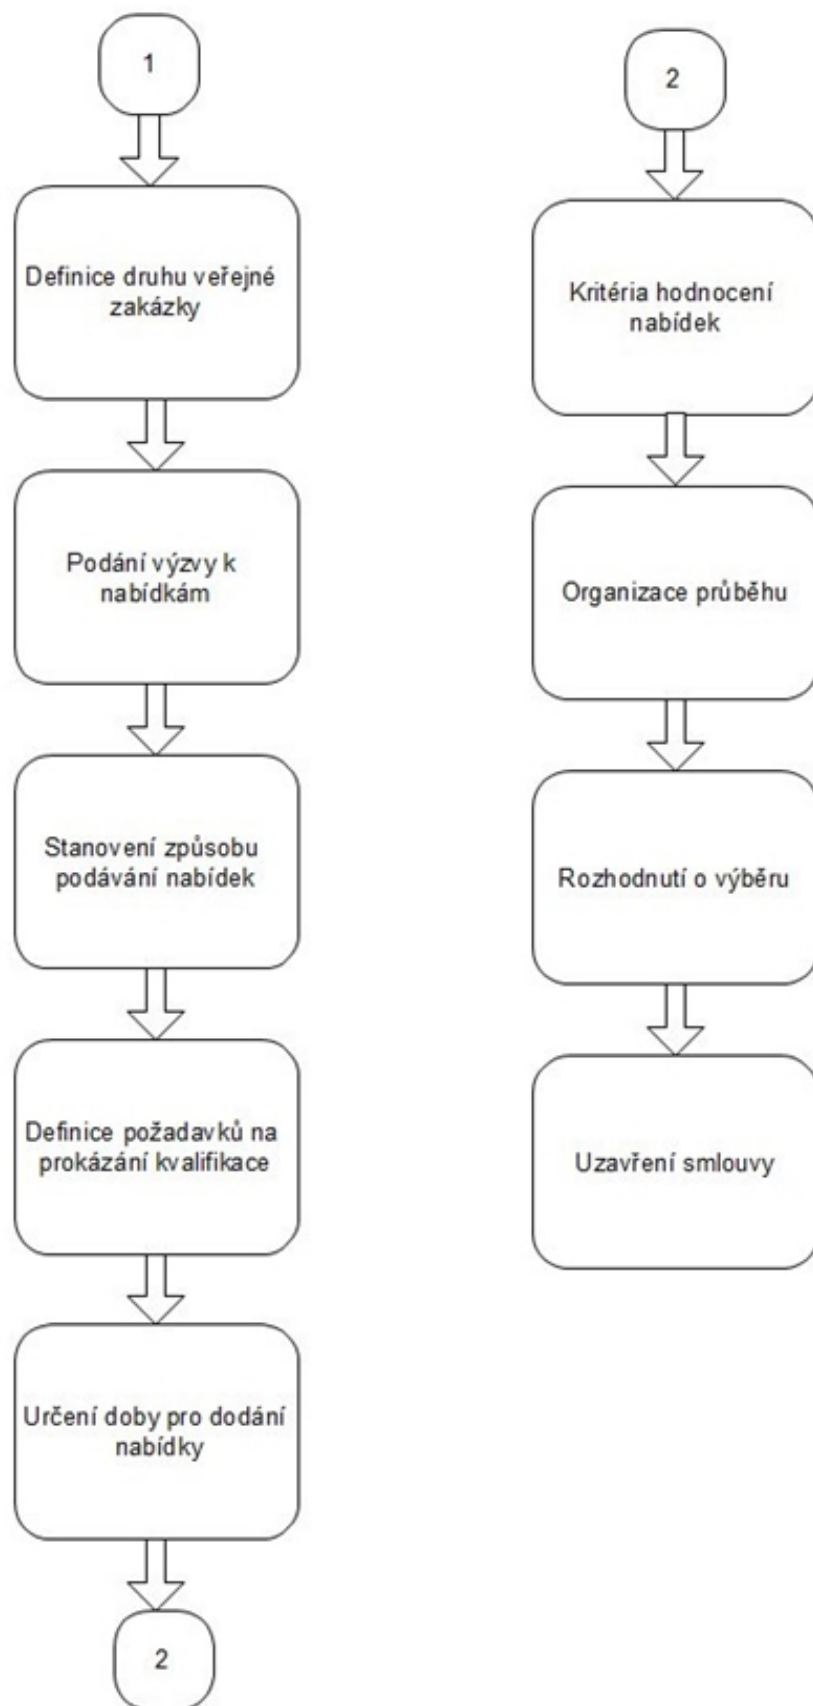 1
Definice druhu veřejné
zakázky
Podání výzvy k
nabídkám
Stanovení způsobu
podávání nabídek
Definice požadavků na
prokázání kvalifikace
Určení doby pro dodání
nabídky
2
2
Kritéria hodnocení
nabídek
Organizace průběhu
Rozhodnutí o výběru
Uzavření smlouvy